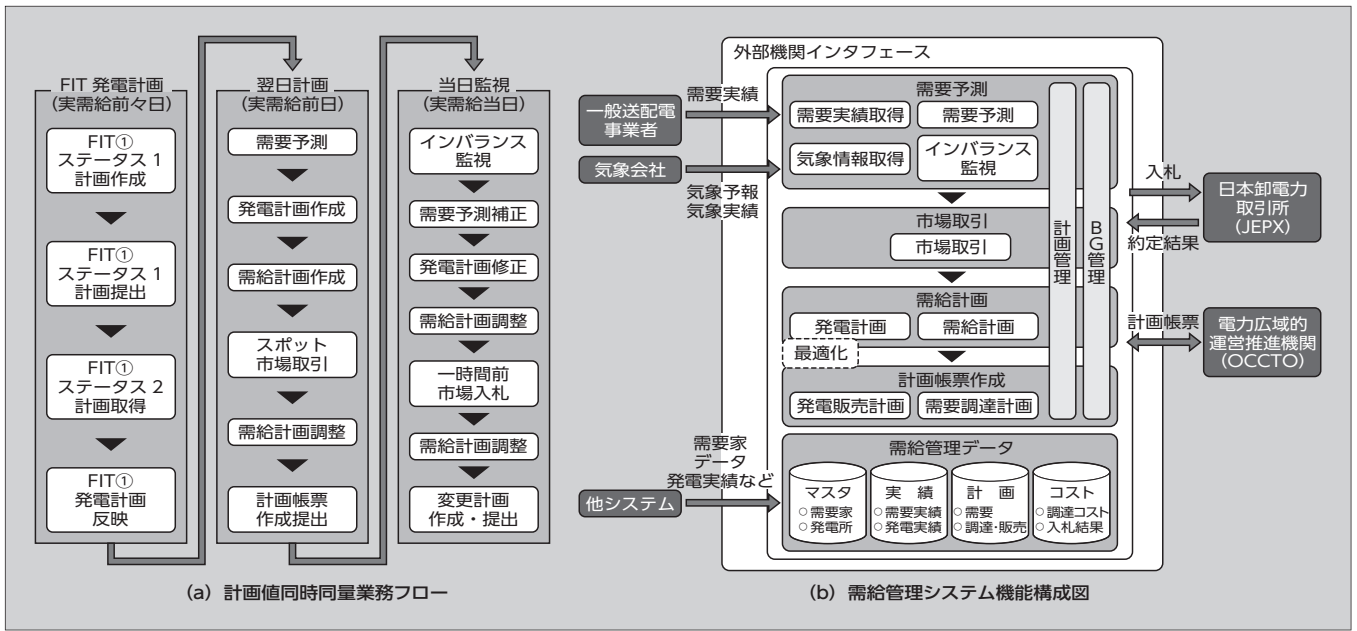 FIT 発電計画
(実需給前々日)
FIT①
ステータス 1
計画作成
FIT①
ステータス 1
計画提出
FIT①
ステータス 2
計画取得
FIT①
発電計画
反映
翌日計画
(実需給前日)
需要予測
発電計画作成
需給計画作成
スポット
市場取引
需給計画調整
計画帳票
作成提出
当日監視
(実需給当日)
インバランス
監視
需要予測補正
発電計画修正
需給計画調整
一時間前
市場入札
需給計画調整
変更計画
作成・提出
(a) 計画値同時同量業務フロー
外部機関インタフェース
一般送配電
事業者
需要実績
気象会社
気象予報
気象実績
他システム
需要家
データ
発電実績など
需要予測
需要実績取得
需要予測
気象情報取得
インバランス
監視
市場取引
市場取引
需給計画
発電計画
需給計画
最適化
計画帳票作成
発電販売計画
需要調達計画
計画管理
BG管理
需給管理データ
マスタ
○需要家
○発電所
実 績
○需要実績
○発電実績
計 画
○需要
○調達・販売
コスト
○調達コスト
○入札結果
入札
約定結果
日本卸電力
取引所
(JEPX)
計画帳票
電力広域的
運営推進機関
(OCCTO)
(b) 需給管理システム機能構成図